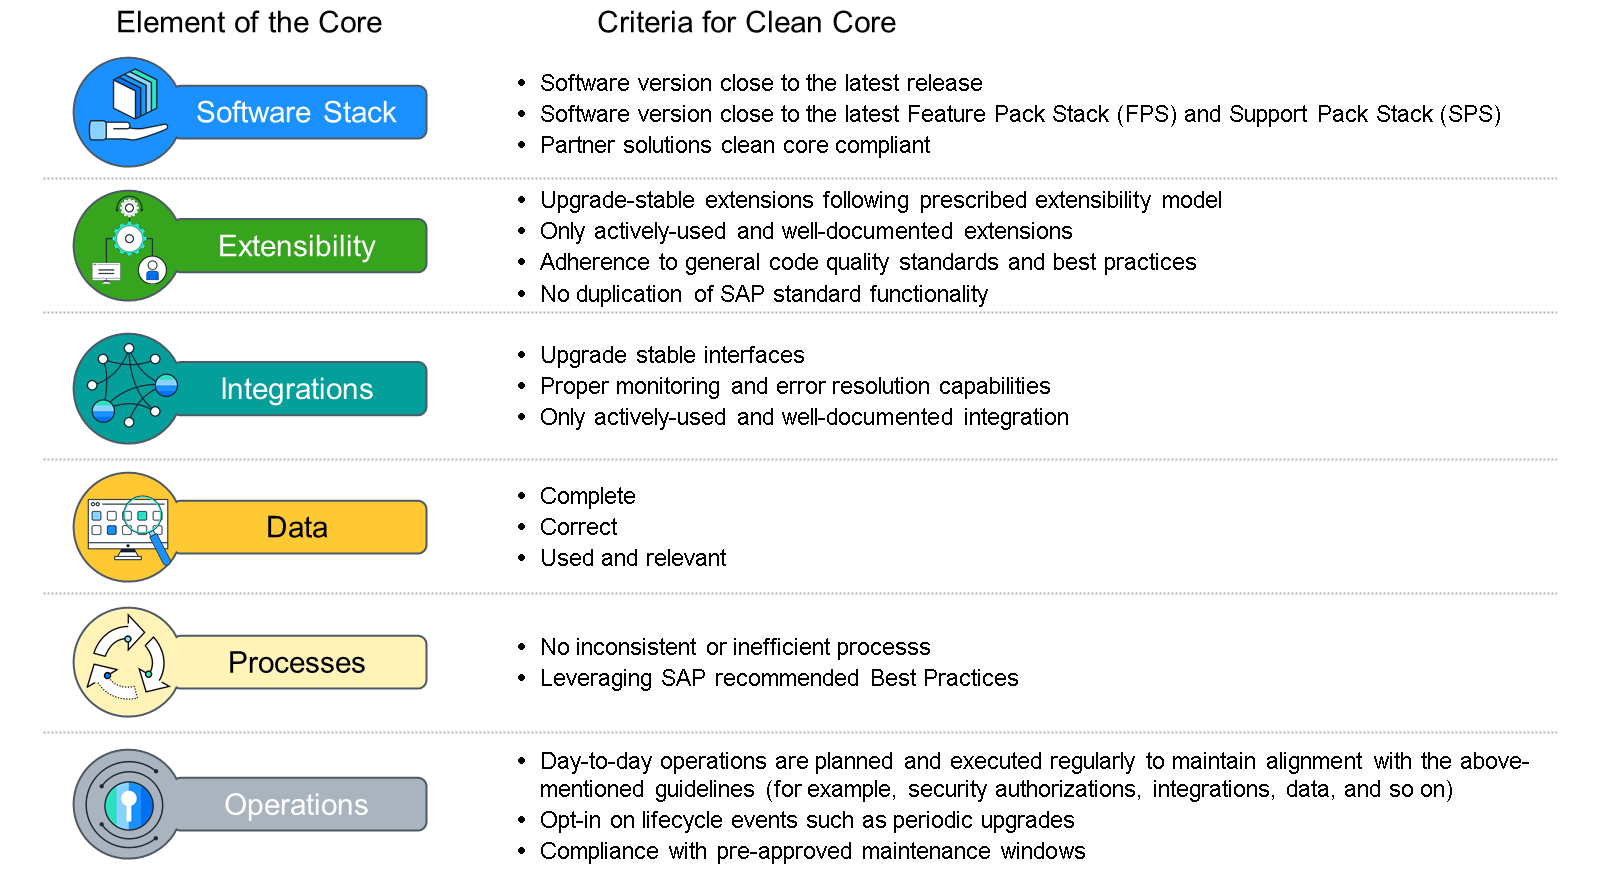 Element of the Core
Criteria for Clean Core
Software Stack
• Software version close to the latest release
• Software version close to the latest Feature Pack Stack (FPS) and Support Pack Stack (SPS)
• Partner solutions clean core compliant
Extensibility
• Upgrade-stable extensions following prescribed extensibility model
• Only actively-used and well-documented extensions
• Adherence to general code quality standards and best practices
• No duplication of SAP standard functionality
Integrations
• Upgrade stable interfaces
• Proper monitoring and error resolution capabilities
• Only actively-used and well-documented integration
Data
• Complete
• Correct
• Used and relevant
Processes
• No inconsistent or inefficient processs
• Leveraging SAP recommended Best Practices
Operations
• Day-to-day operations are planned and executed regularly to maintain alignment with the above-
mentioned guidelines (for example, security authorizations, integrations, data, and so on)
• Opt-in on lifecycle events such as periodic upgrades
• Compliance with pre-approved maintenance windows